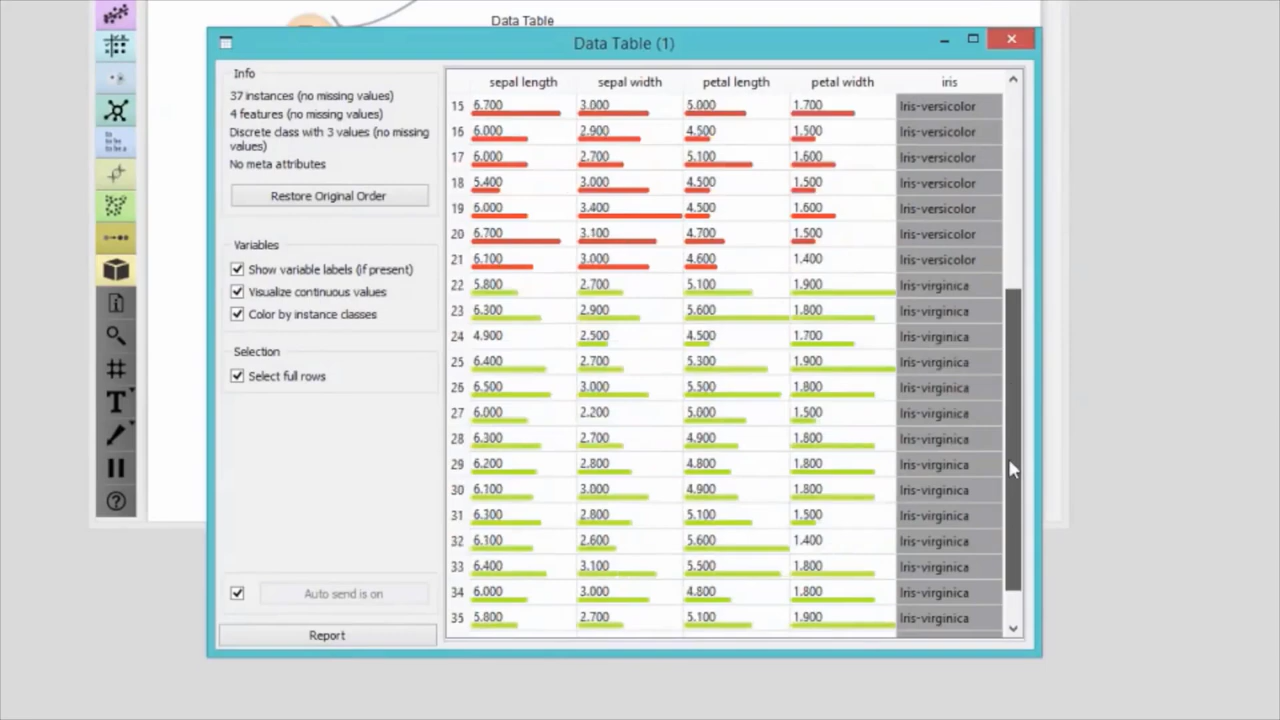 Data Table
Data Table (1)
Info
37 instances (no missing values)
4 features (no missing values)
Discrete class with 3 values (no missing
values)
No meta attributes
Restore Original Order
Variables
Show variable labels (if present)
Visualize continuous values
Color by instance classes
Selection
Select full rows
Auto send is on
Report
sepal length sepal width petal length petal width iris
15 6.700 3.000 5.000 1.700 Iris-versicolor
16 6.000 2.900 4.500 1.500 Iris-versicolor
17 6.000 2.700 5.100 1.600 Iris-versicolor
18 5.400 3.000 4.500 1.500 Iris-versicolor
19 6.000 3.400 4.500 1.600 Iris-versicolor
20 6.700 3.100 4.700 1.500 Iris-versicolor
21 6.100 3.000 4.600 1.400 Iris-versicolor
22 5.800 2.700 5.100 1.900 Iris-virginica
23 6.300 2.900 5.600 1.800 Iris-virginica
24 4.900 2.500 4.500 1.700 Iris-virginica
25 6.400 2.700 5.300 1.900 Iris-virginica
26 6.500 3.000 5.500 1.800 Iris-virginica
27 6.000 2.200 5.000 1.500 Iris-virginica
28 6.300 2.700 4.900 1.800 Iris-virginica
29 6.200 2.800 4.800 1.800 Iris-virginica
30 6.100 3.000 4.900 1.800 Iris-virginica
31 6.300 2.800 5.100 1.500 Iris-virginica
32 6.100 2.600 5.600 1.400 Iris-virginica
33 6.400 3.100 5.500 1.800 Iris-virginica
34 6.000 3.000 4.800 1.800 Iris-virginica
35 5.800 2.700 5.100 1.900 Iris-virginica